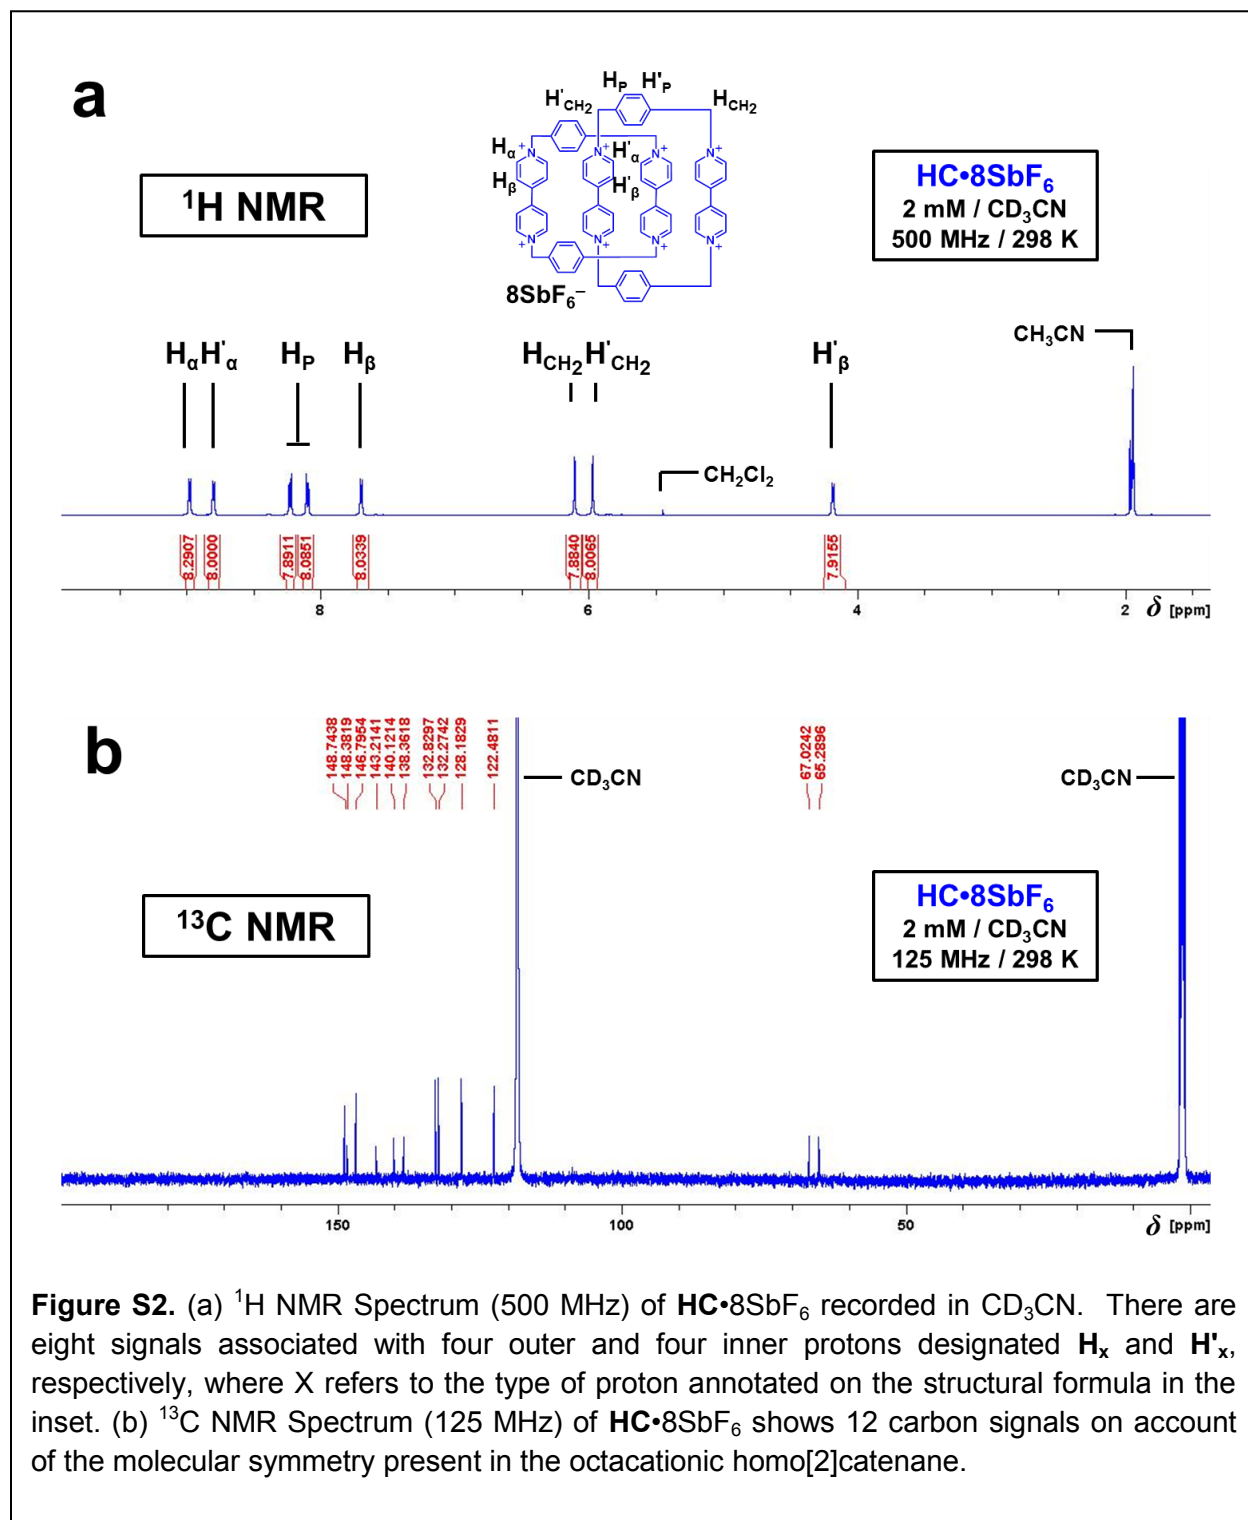 a
HP H'P
H'CH2 HCH2
Hα H'α
Hβ H'β
N+ N+ N+ N+
N+ N+ N+ N+
8SbF6–
1H NMR
HC•8SbF6
2 mM / CD3CN
500 MHz / 298 K
Hα H'α HP Hβ HCH2 H'CH2 H'β CH3CN
CH2Cl2
8.2907 8.0000 7.8911 8.0851 8.0339 7.8840 8.0065 7.9155
8 6 4 2 δ [ppm]
b
148.7438 148.3819 146.7954 143.2141 140.1214 138.3618 132.8297 132.2742 128.1829 122.4811 67.0242 65.2896
CD3CN CD3CN
13C NMR
HC•8SbF6
2 mM / CD3CN
125 MHz / 298 K
150 100 50 δ [ppm]
Figure S2. (a) 1H NMR Spectrum (500 MHz) of HC•8SbF6 recorded in CD3CN. There are
eight signals associated with four outer and four inner protons designated Hx and H'x,
respectively, where X refers to the type of proton annotated on the structural formula in the
inset. (b) 13C NMR Spectrum (125 MHz) of HC•8SbF6 shows 12 carbon signals on account
of the molecular symmetry present in the octacationic homo[2]catenane.